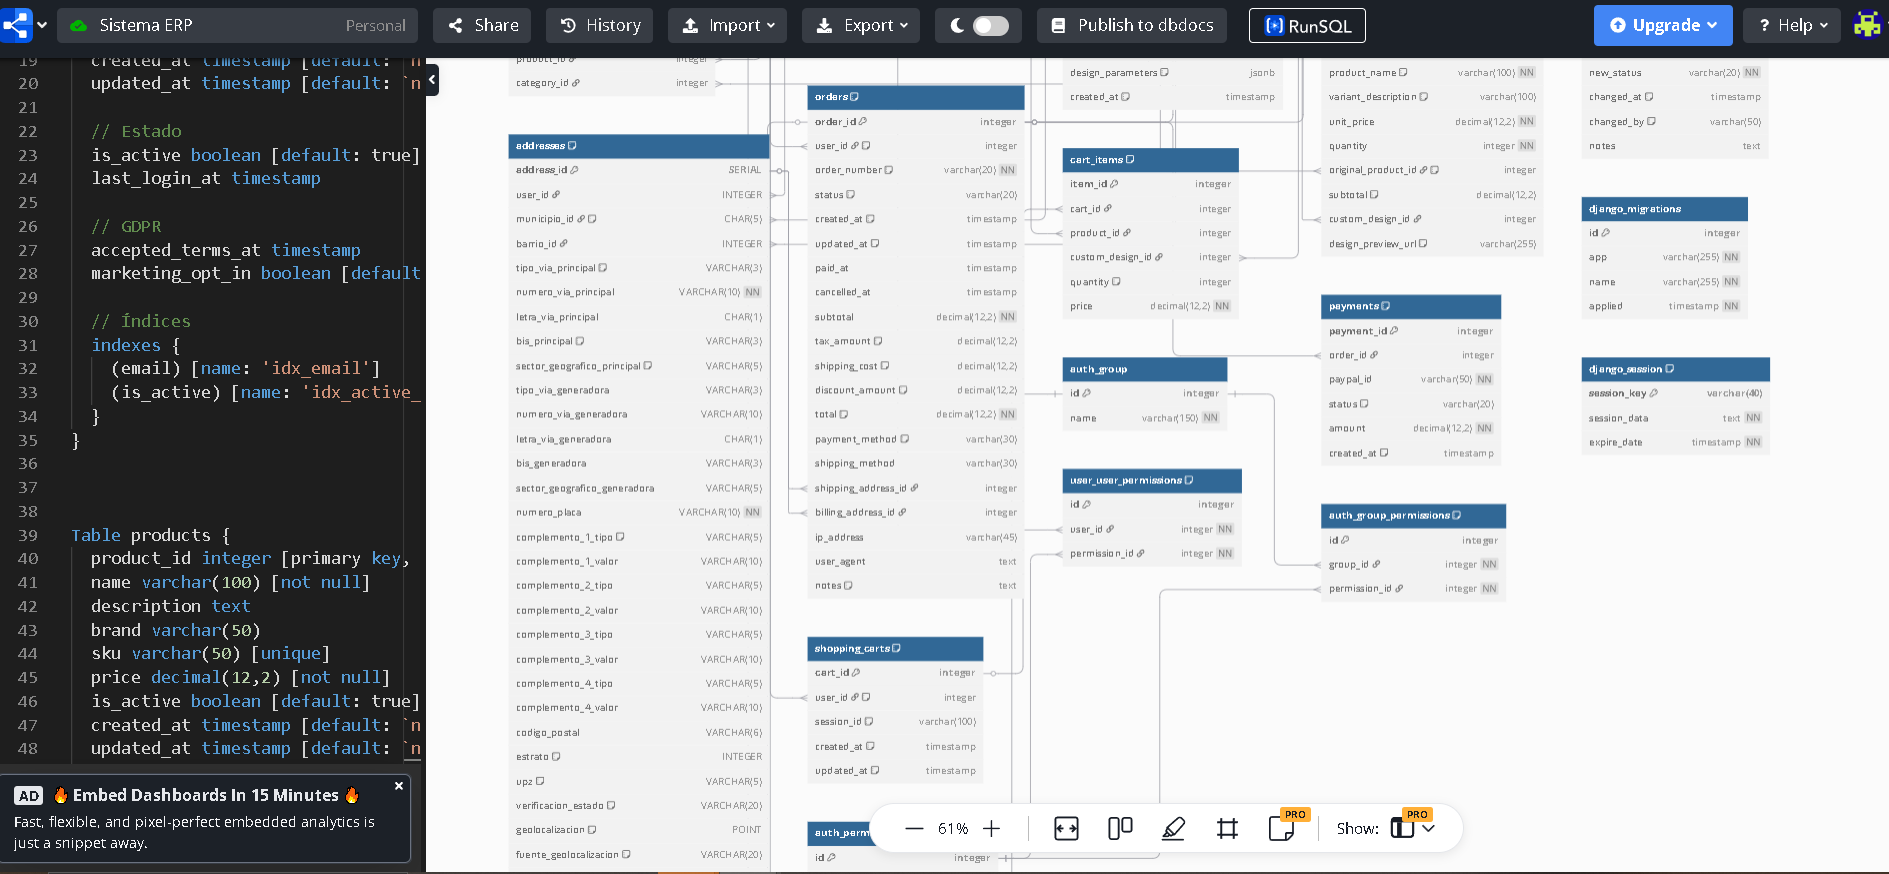 Sistema ERP
Personal
Share
History
Import
Export
Publish to dbdocs
RunSQL
Upgrade
? Help
19 created_at timestamp [default: `n
20 updated_at timestamp [default: `n
21
22 // Estado
23 is_active boolean [default: true]
24 last_login_at timestamp
25
26 // GDPR
27 accepted_terms_at timestamp
28 marketing_opt_in boolean [default
29
30 // Índices
31 indexes {
32 (email) [name: 'idx_email']
33 (is_active) [name: 'idx_active_
34 }
35 }
36
37
38
39 Table products {
40 product_id integer [primary key,
41 name varchar(100) [not null]
42 description text
43 brand varchar(50)
44 sku varchar(50) [unique]
45 price decimal(12,2) [not null]
46 is_active boolean [default: true]
47 created_at timestamp [default: `n
48 updated_at timestamp [default: `n
AD 🔥 Embed Dashboards In 15 Minutes 🔥
Fast, flexible, and pixel-perfect embedded analytics is
just a snippet away.
product_id integer
category_id integer
addresses
address_id SERIAL
user_id INTEGER
municipio_id CHAR(5)
barrio_id INTEGER
tipo_via_principal VARCHAR(3)
numero_via_principal VARCHAR(10) NN
letra_via_principal CHAR(1)
bis_principal VARCHAR(3)
sector_geografico_principal VARCHAR(5)
tipo_via_generadora VARCHAR(3)
numero_via_generadora VARCHAR(10)
letra_via_generadora CHAR(1)
bis_generadora VARCHAR(3)
sector_geografico_generadora VARCHAR(5)
numero_placa VARCHAR(10) NN
complemento_1_tipo VARCHAR(5)
complemento_1_valor VARCHAR(10)
complemento_2_tipo VARCHAR(5)
complemento_2_valor VARCHAR(10)
complemento_3_tipo VARCHAR(5)
complemento_3_valor VARCHAR(10)
complemento_4_tipo VARCHAR(5)
complemento_4_valor VARCHAR(10)
codigo_postal VARCHAR(6)
estrato INTEGER
upz VARCHAR(5)
verificacion_estado VARCHAR(20)
geolocalizacion POINT
fuente_geolocalizacion VARCHAR(20)
orders
order_id integer
user_id integer
order_number varchar(20) NN
status varchar(20)
created_at timestamp
updated_at timestamp
paid_at timestamp
cancelled_at timestamp
subtotal decimal(12,2) NN
tax_amount decimal(12,2)
shipping_cost decimal(12,2)
discount_amount decimal(12,2)
total decimal(12,2) NN
payment_method varchar(30)
shipping_method varchar(30)
shipping_address_id integer
billing_address_id integer
ip_address varchar(45)
user_agent text
notes text
shopping_carts
cart_id integer
user_id integer
session_id varchar(100)
created_at timestamp
updated_at timestamp
auth_perm
id integer
design_parameters jsonb
created_at timestamp
cart_items
item_id integer
cart_id integer
product_id integer
custom_design_id integer
quantity integer
price decimal(12,2) NN
auth_group
id integer
name varchar(150) NN
user_user_permissions
id integer
user_id integer NN
permission_id integer NN
product_name varchar(100) NN
variant_description varchar(100)
unit_price decimal(12,2) NN
quantity integer NN
original_product_id integer
subtotal decimal(12,2)
custom_design_id integer
design_preview_url varchar(255)
payments
payment_id integer
order_id integer
paypal_id varchar(50) NN
status varchar(20)
amount decimal(12,2) NN
created_at timestamp
auth_group_permissions
id integer
group_id integer NN
permission_id integer NN
new_status varchar(20) NN
changed_at timestamp
changed_by varchar(50)
notes text
django_migrations
id integer
app varchar(255) NN
name varchar(255) NN
applied timestamp NN
django_session
session_key varchar(40)
session_data text NN
expire_date timestamp NN
61%
PRO
Show:
PRO